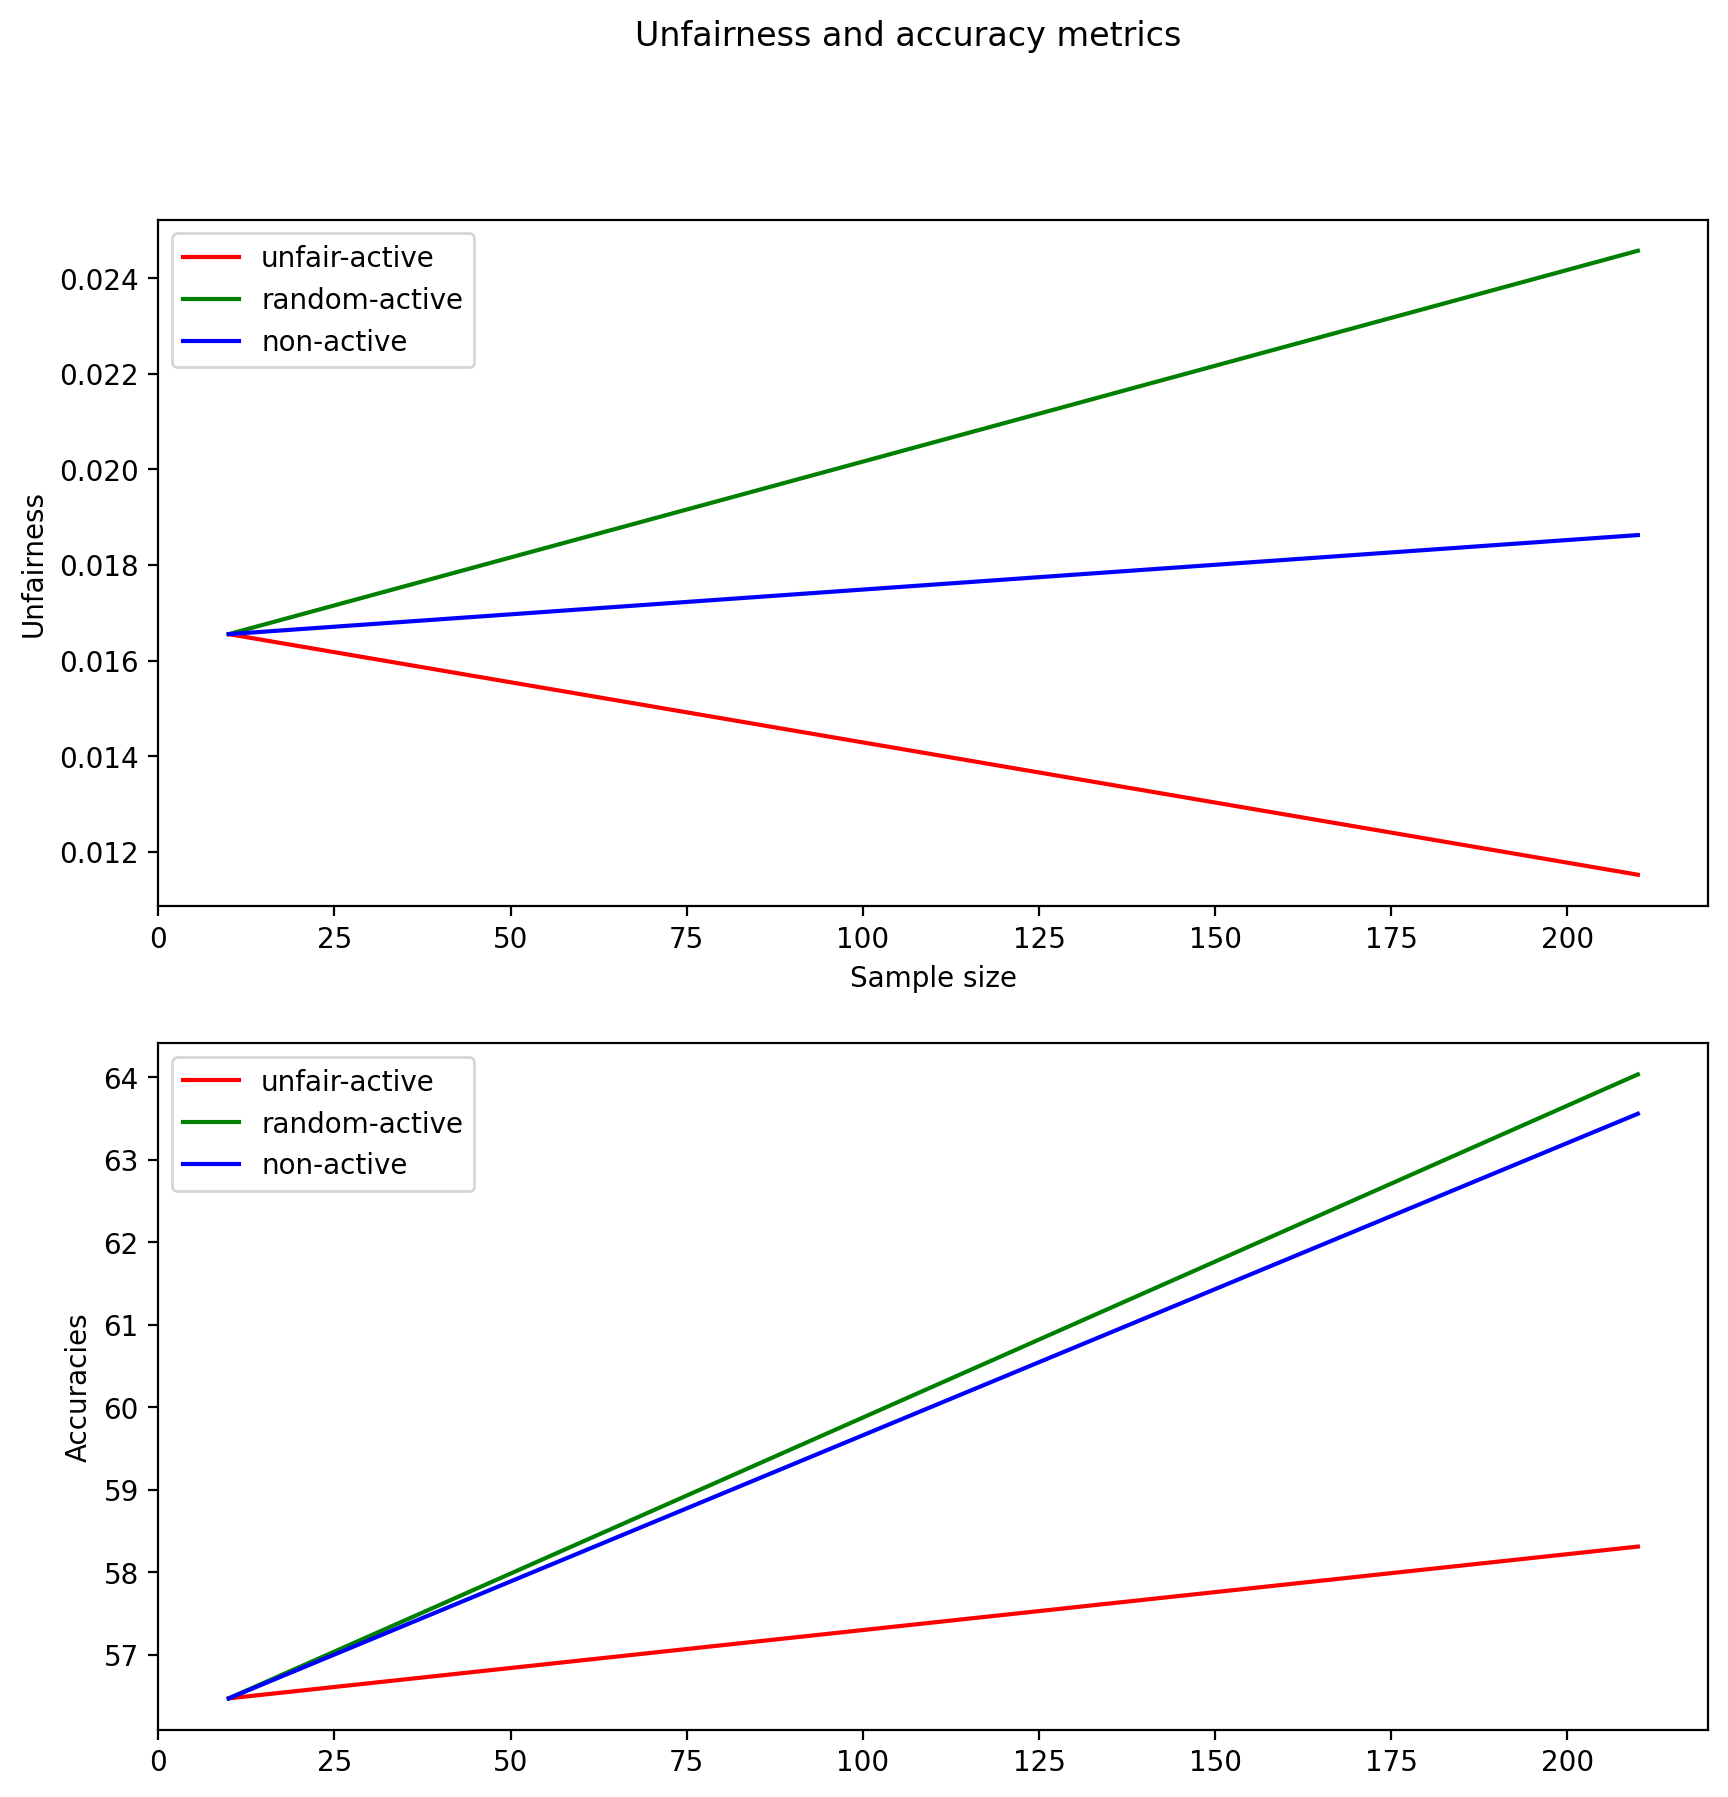 Unfairness and accuracy metrics
unfair-active
random-active
non-active
0.024
0.022
0.020
0.018
0.016
0.014
0.012
Unfairness
0 25 50 75 100 125 150 175 200
Sample size
unfair-active
random-active
non-active
64
63
62
61
60
59
58
57
Accuracies
0 25 50 75 100 125 150 175 200